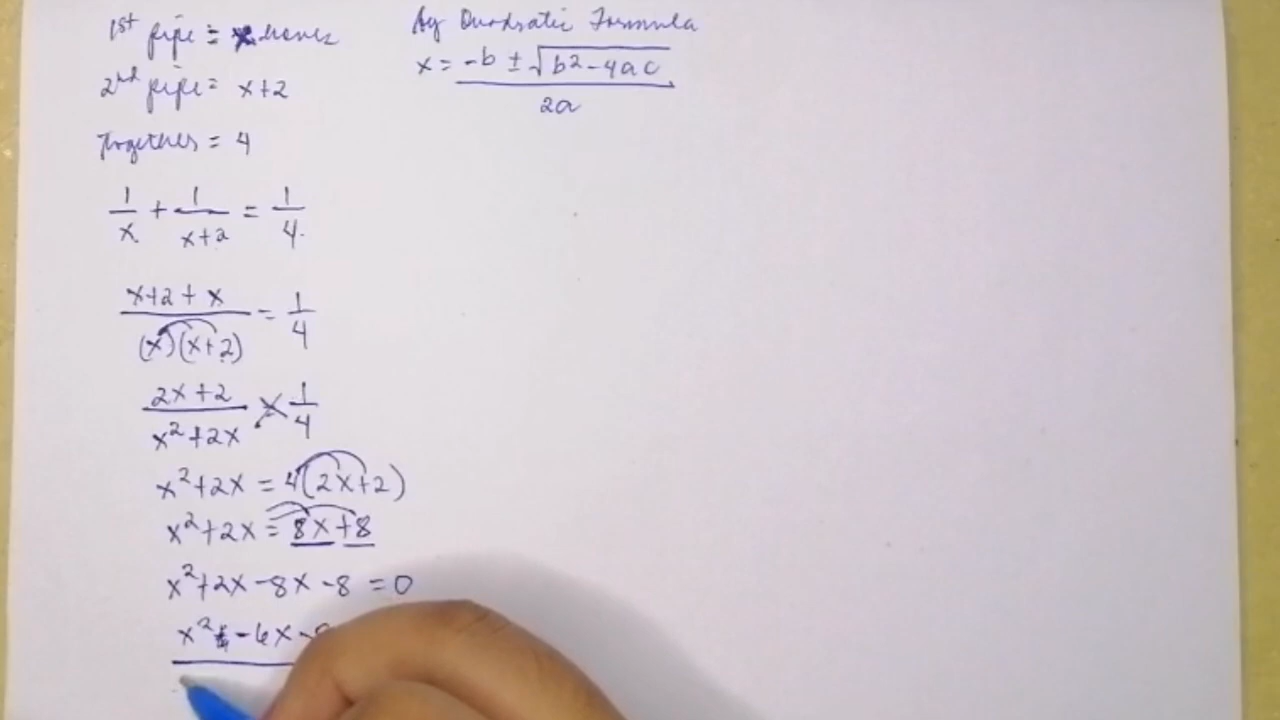 1st pipe = x hours
2nd pipe = x+2
Together = 4
1/x + 1/(x+2) = 1/4
(x+2+x)/((x)(x+2)) = 1/4
(2x+2)/(x²+2x) 1/4
x²+2x = 4(2x+2)
x²+2x = 8x+8
x²+2x-8x-8 = 0
x² - 6x -
By Quadratic Formula
x = (-b ± √(b²-4ac))/(2a)